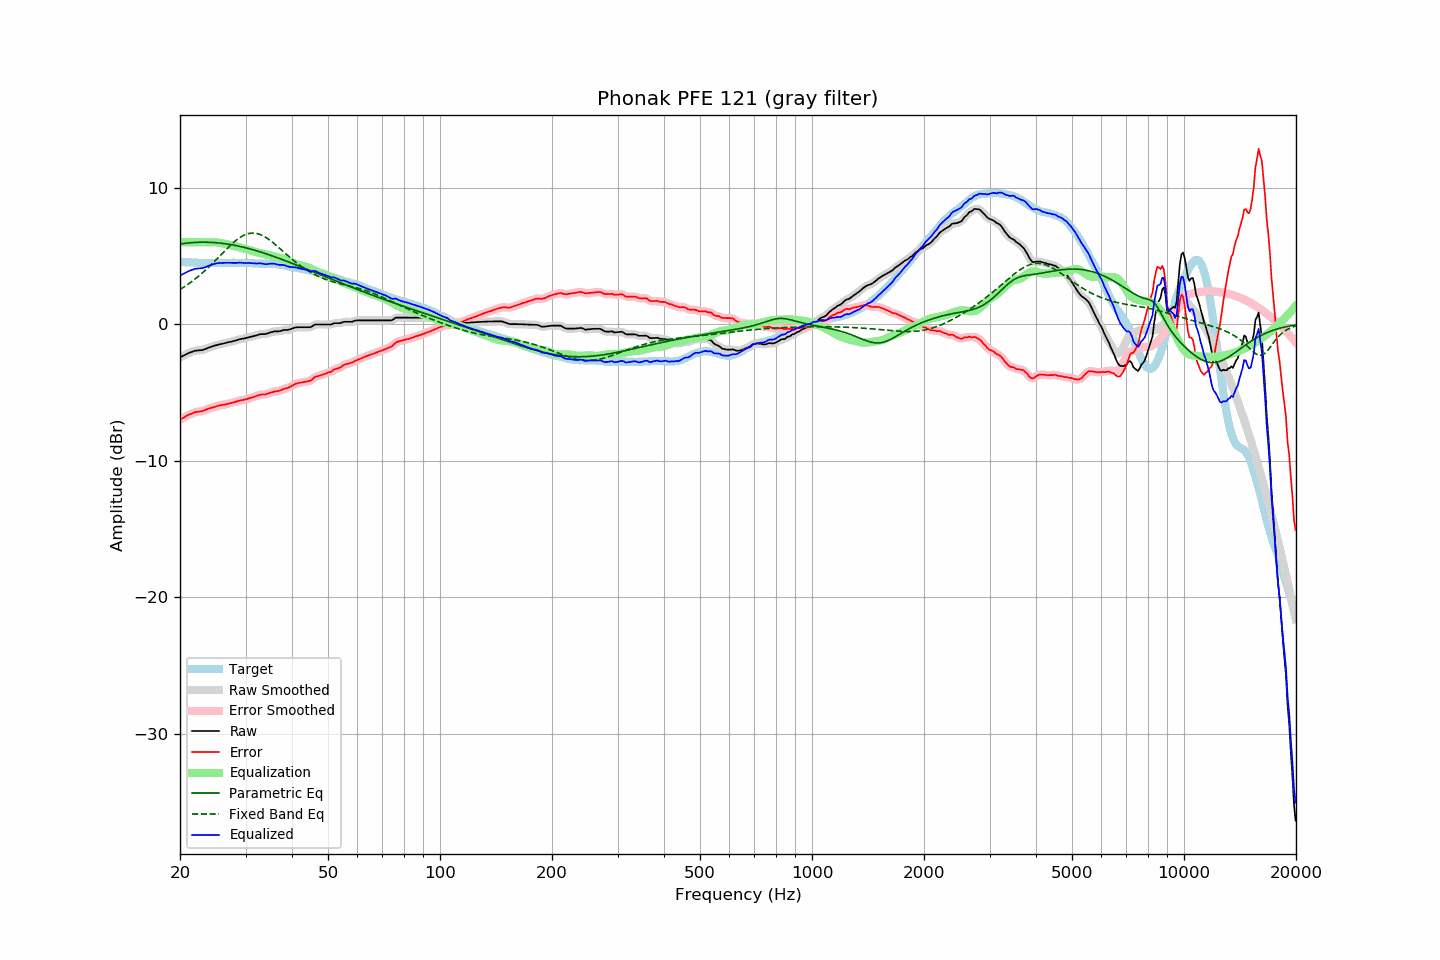 Phonak PFE 121 (gray filter)
Amplitude (dBr)
10
0
−10
−20
−30
Target
Raw Smoothed
Error Smoothed
Raw
Error
Equalization
Parametric Eq
Fixed Band Eq
Equalized
20 50 100 200 500 1000 2000 5000 10000 20000
Frequency (Hz)